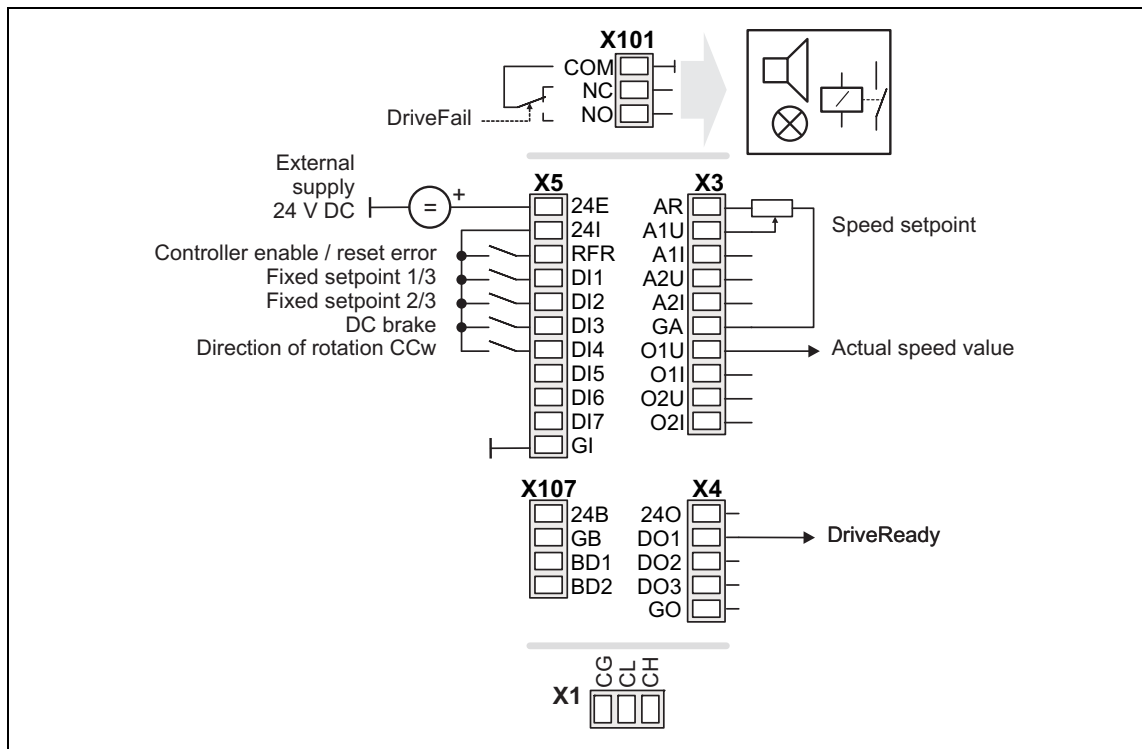 X101
COM
NC
NO
DriveFail
External
supply
24 V DC
=
+
X5
24E
24I
RFR
DI1
DI2
DI3
DI4
DI5
DI6
DI7
GI
Controller enable / reset error
Fixed setpoint 1/3
Fixed setpoint 2/3
DC brake
Direction of rotation CCw
X3
AR
A1U
A1I
A2U
A2I
GA
O1U
O1I
O2U
O2I
Speed setpoint
Actual speed value
X107
24B
GB
BD1
BD2
X4
24O
DO1
DO2
DO3
GO
DriveReady
X1
CG
CL
CH